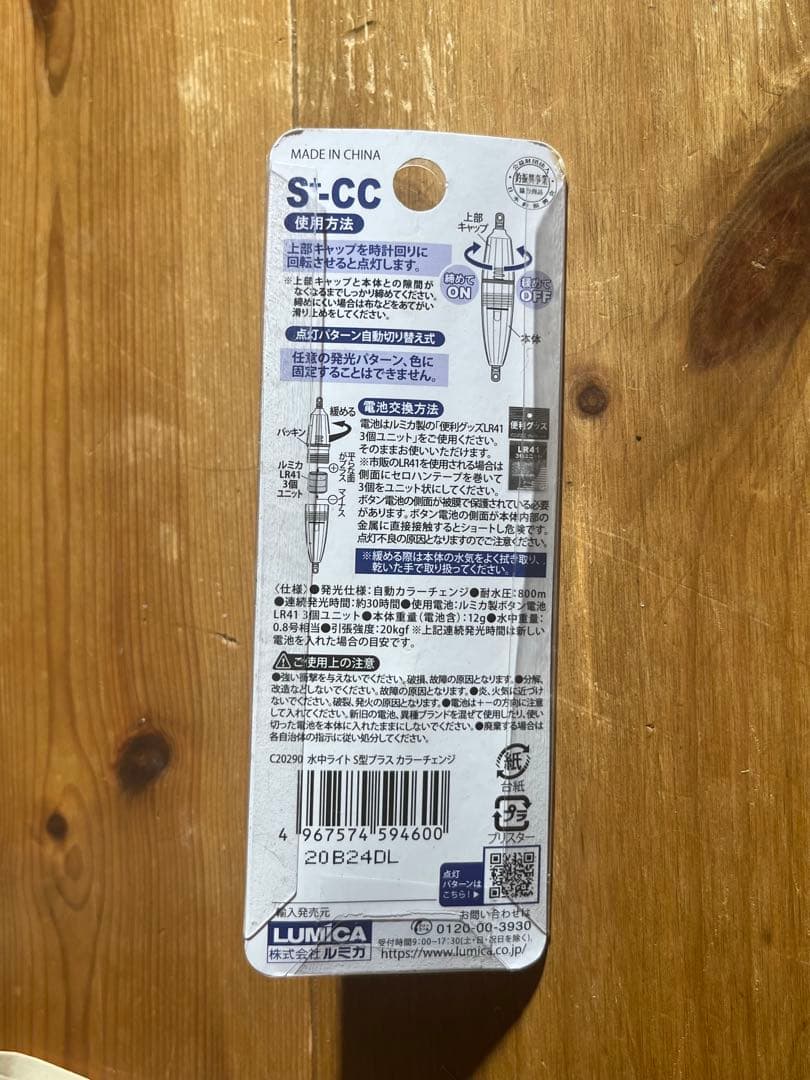 MADE IN CHINA
S+-CC
使用方法
上部キャップを時計回りに
回転させると点灯します。
※上部キャップと本体との隙間が
なくなるまでしっかり締めてください。
締めにくい場合は布などをあてがい
滑り止めをしてください。
上部
キャップ
締めて
ON
緩めて
OFF
本体
点灯パターン自動切り替え式
任意の発光パターン、色に
固定することはできません。
緩める
パッキン
ルミカ
LR41
3個
ユニット
平らな面
がプラス
マイナス
電池交換方法
電池はルミカ製の「便利グッズLR41
3個ユニット」をご使用ください。
そのままお使いいただけます。
※市販のLR41を使用される場合は
側面にセロハンテープを巻いて
3個をユニット状にしてください。
ボタン電池の側面が被膜で保護されている必要
があります。ボタン電池の側面が本体内部の
金属に直接接触するとショートし危険です。
点灯不良の原因となりますのでご注意ください。
便利グッズ
LR41
3個ユニット
※緩める際は本体の水気をよく拭き取り、
乾いた手で取り扱ってください。
〈仕様〉●発光仕様:自動カラーチェンジ●耐水圧:800m
●連続発光時間:約30時間●使用電池:ルミカ製ボタン電池
LR41 3個ユニット●本体重量(電池含):12g●水中重量:
0.8号相当●引張強度:20kgf ※上記連続発光時間は新しい
電池を入れた場合の目安です。
ご使用上の注意
●強い衝撃を与えないでください。破損、故障の原因となります。●分解、
改造などしないでください。故障の原因となります。●炎、火気に近づけ
ないでください。破裂、発火の原因となります。●電池は+-の方向に注意
して入れてください。新旧の電池、異種ブランドを混ぜて使用したり、使い
切った電池を本体に入れたままにしないでください。●廃棄する場合は
各自治体の指示に従い処分してください。
C20290 水中ライト S型プラス カラーチェンジ
4 967574 594600
20B24DL
紙
台紙
プラ
ブリスター
点灯
パターンは
こちら!▶
輸入発売元
LUMICA
株式会社 ルミカ
お問い合わせは
0120-00-3930
受付時間9:00~17:30(土・日・祝日を除く)
https://www.lumica.co.jp/